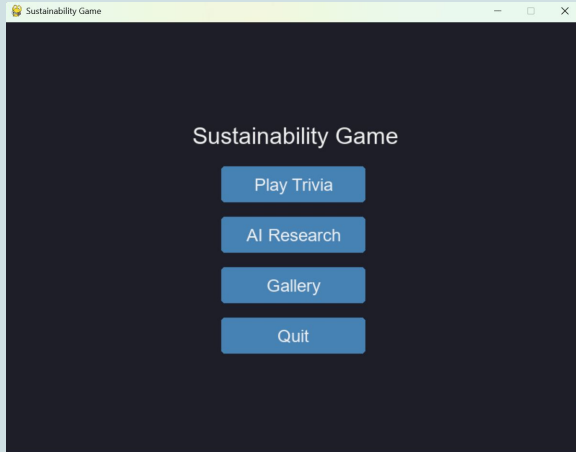 Sustainability Game
Sustainability Game
Play Trivia
AI Research
Gallery
Quit